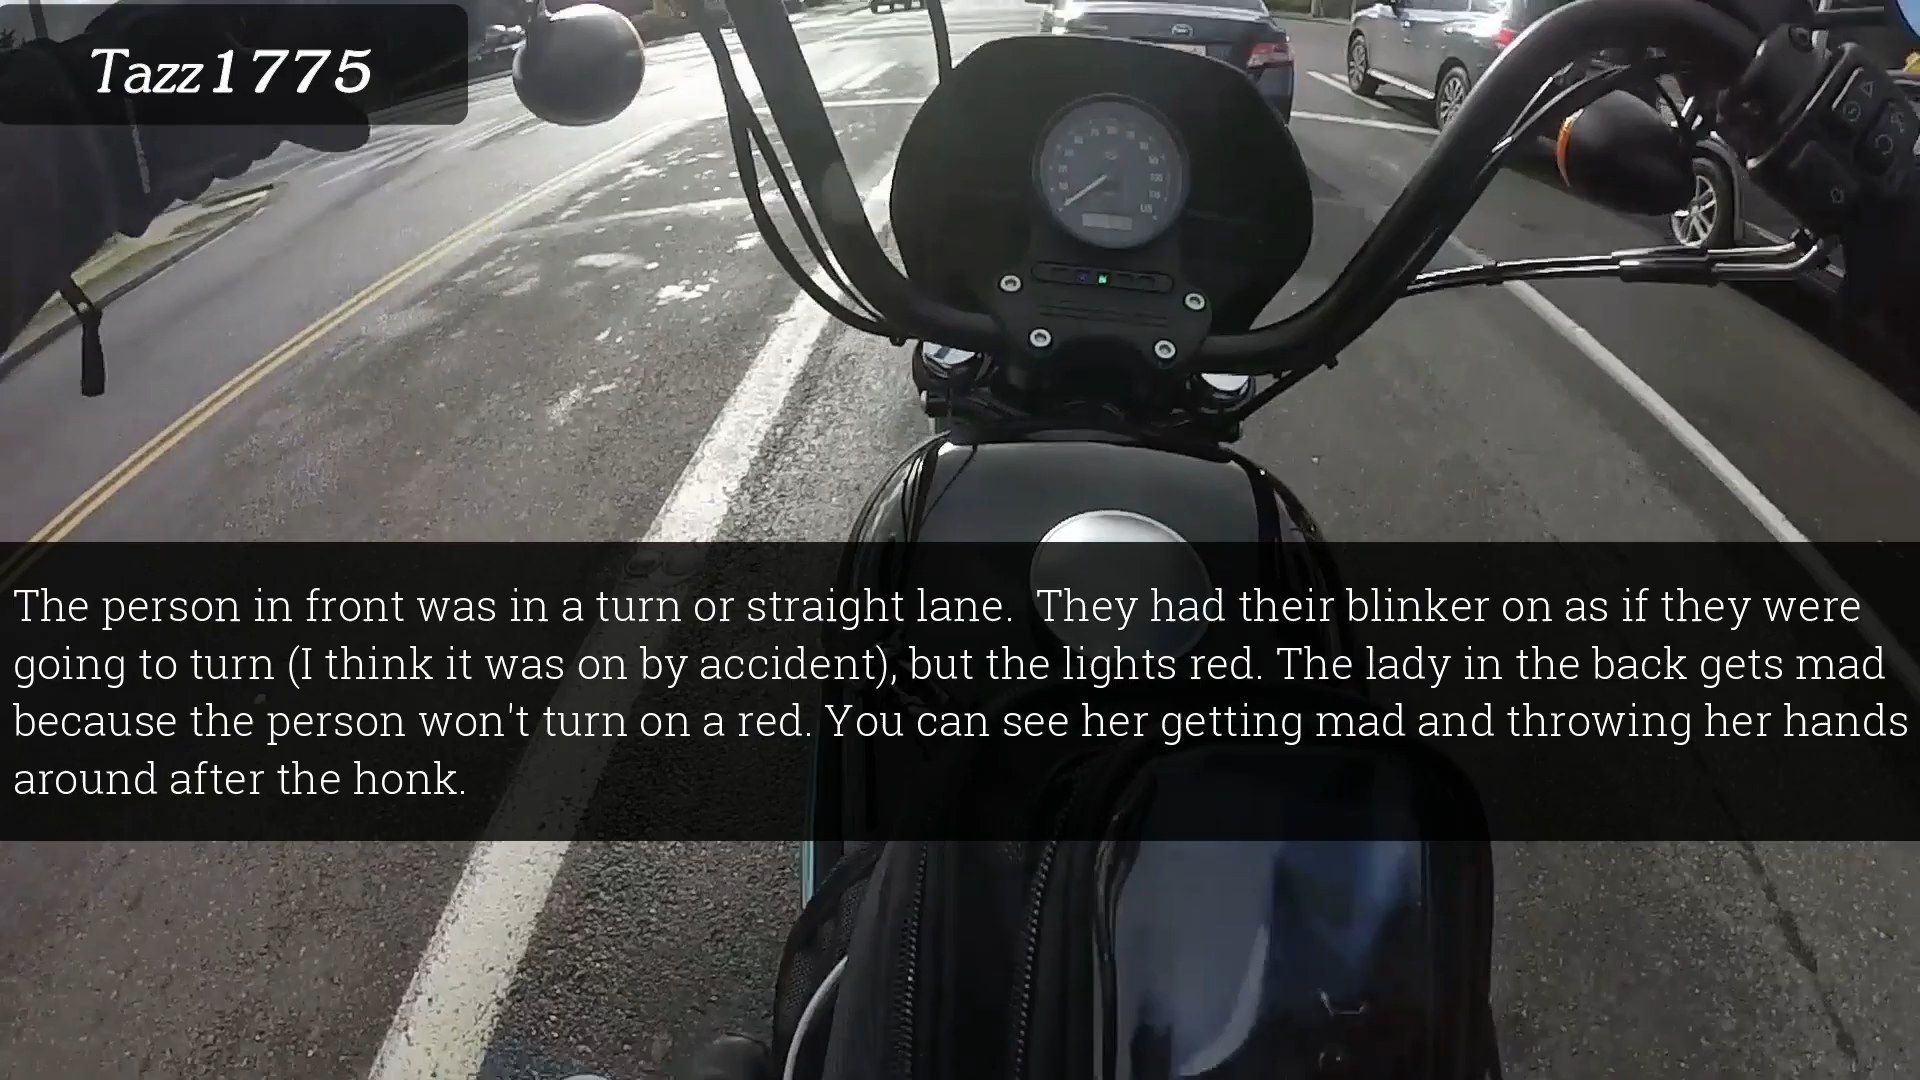 Tazz1775
The person in front was in a turn or straight lane.  They had their blinker on as if they were
going to turn (I think it was on by accident), but the lights red. The lady in the back gets mad
because the person won't turn on a red. You can see her getting mad and throwing her hands
around after the honk.